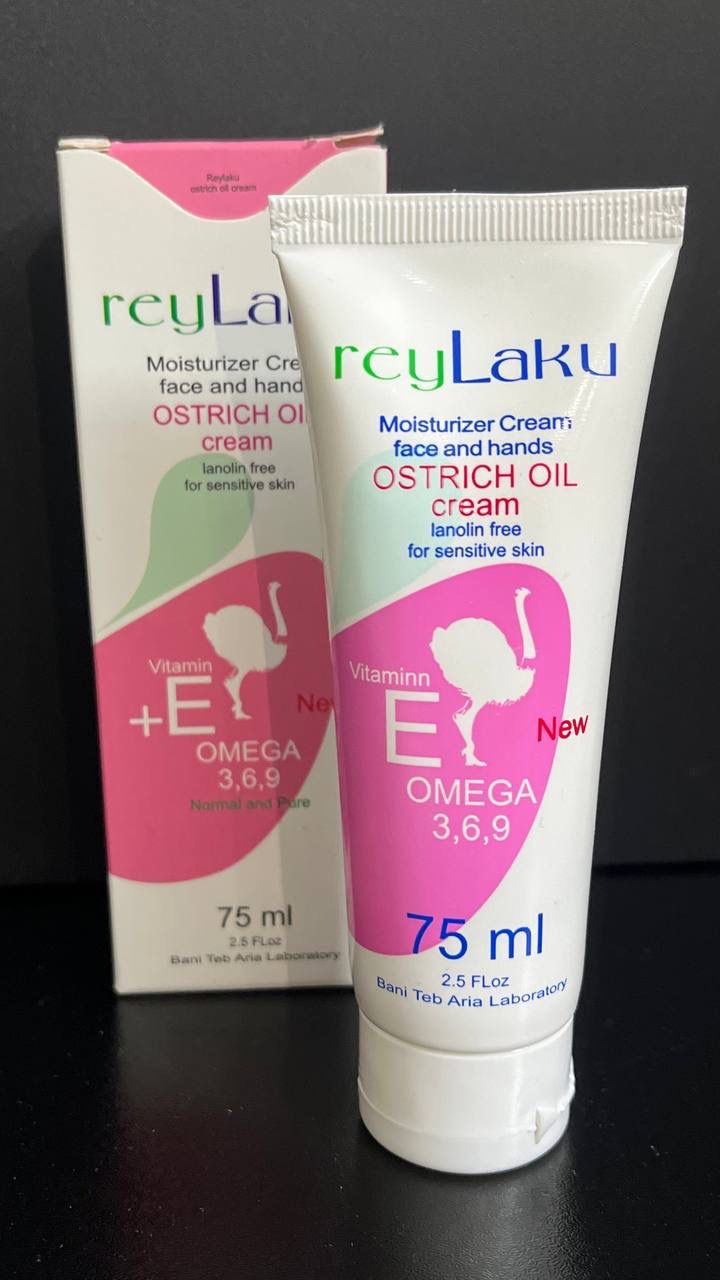 Reylaku
ostrich oil cream
reyLa
Moisturizer Cre
face and hand
OSTRICH OI
cream
lanolin free
for sensitive skin
Vitamin
+E
New
OMEGA
3,6,9
Normal and Pure
75 ml
2.5 FLoz
Bani Teb Aria Laboratory
reyLaku
Moisturizer Cream
face and hands
OSTRICH OIL
cream
lanolin free
for sensitive skin
Vitaminn
E
New
OMEGA
3,6,9
75 ml
2.5 FLoz
Bani Teb Aria Laboratory